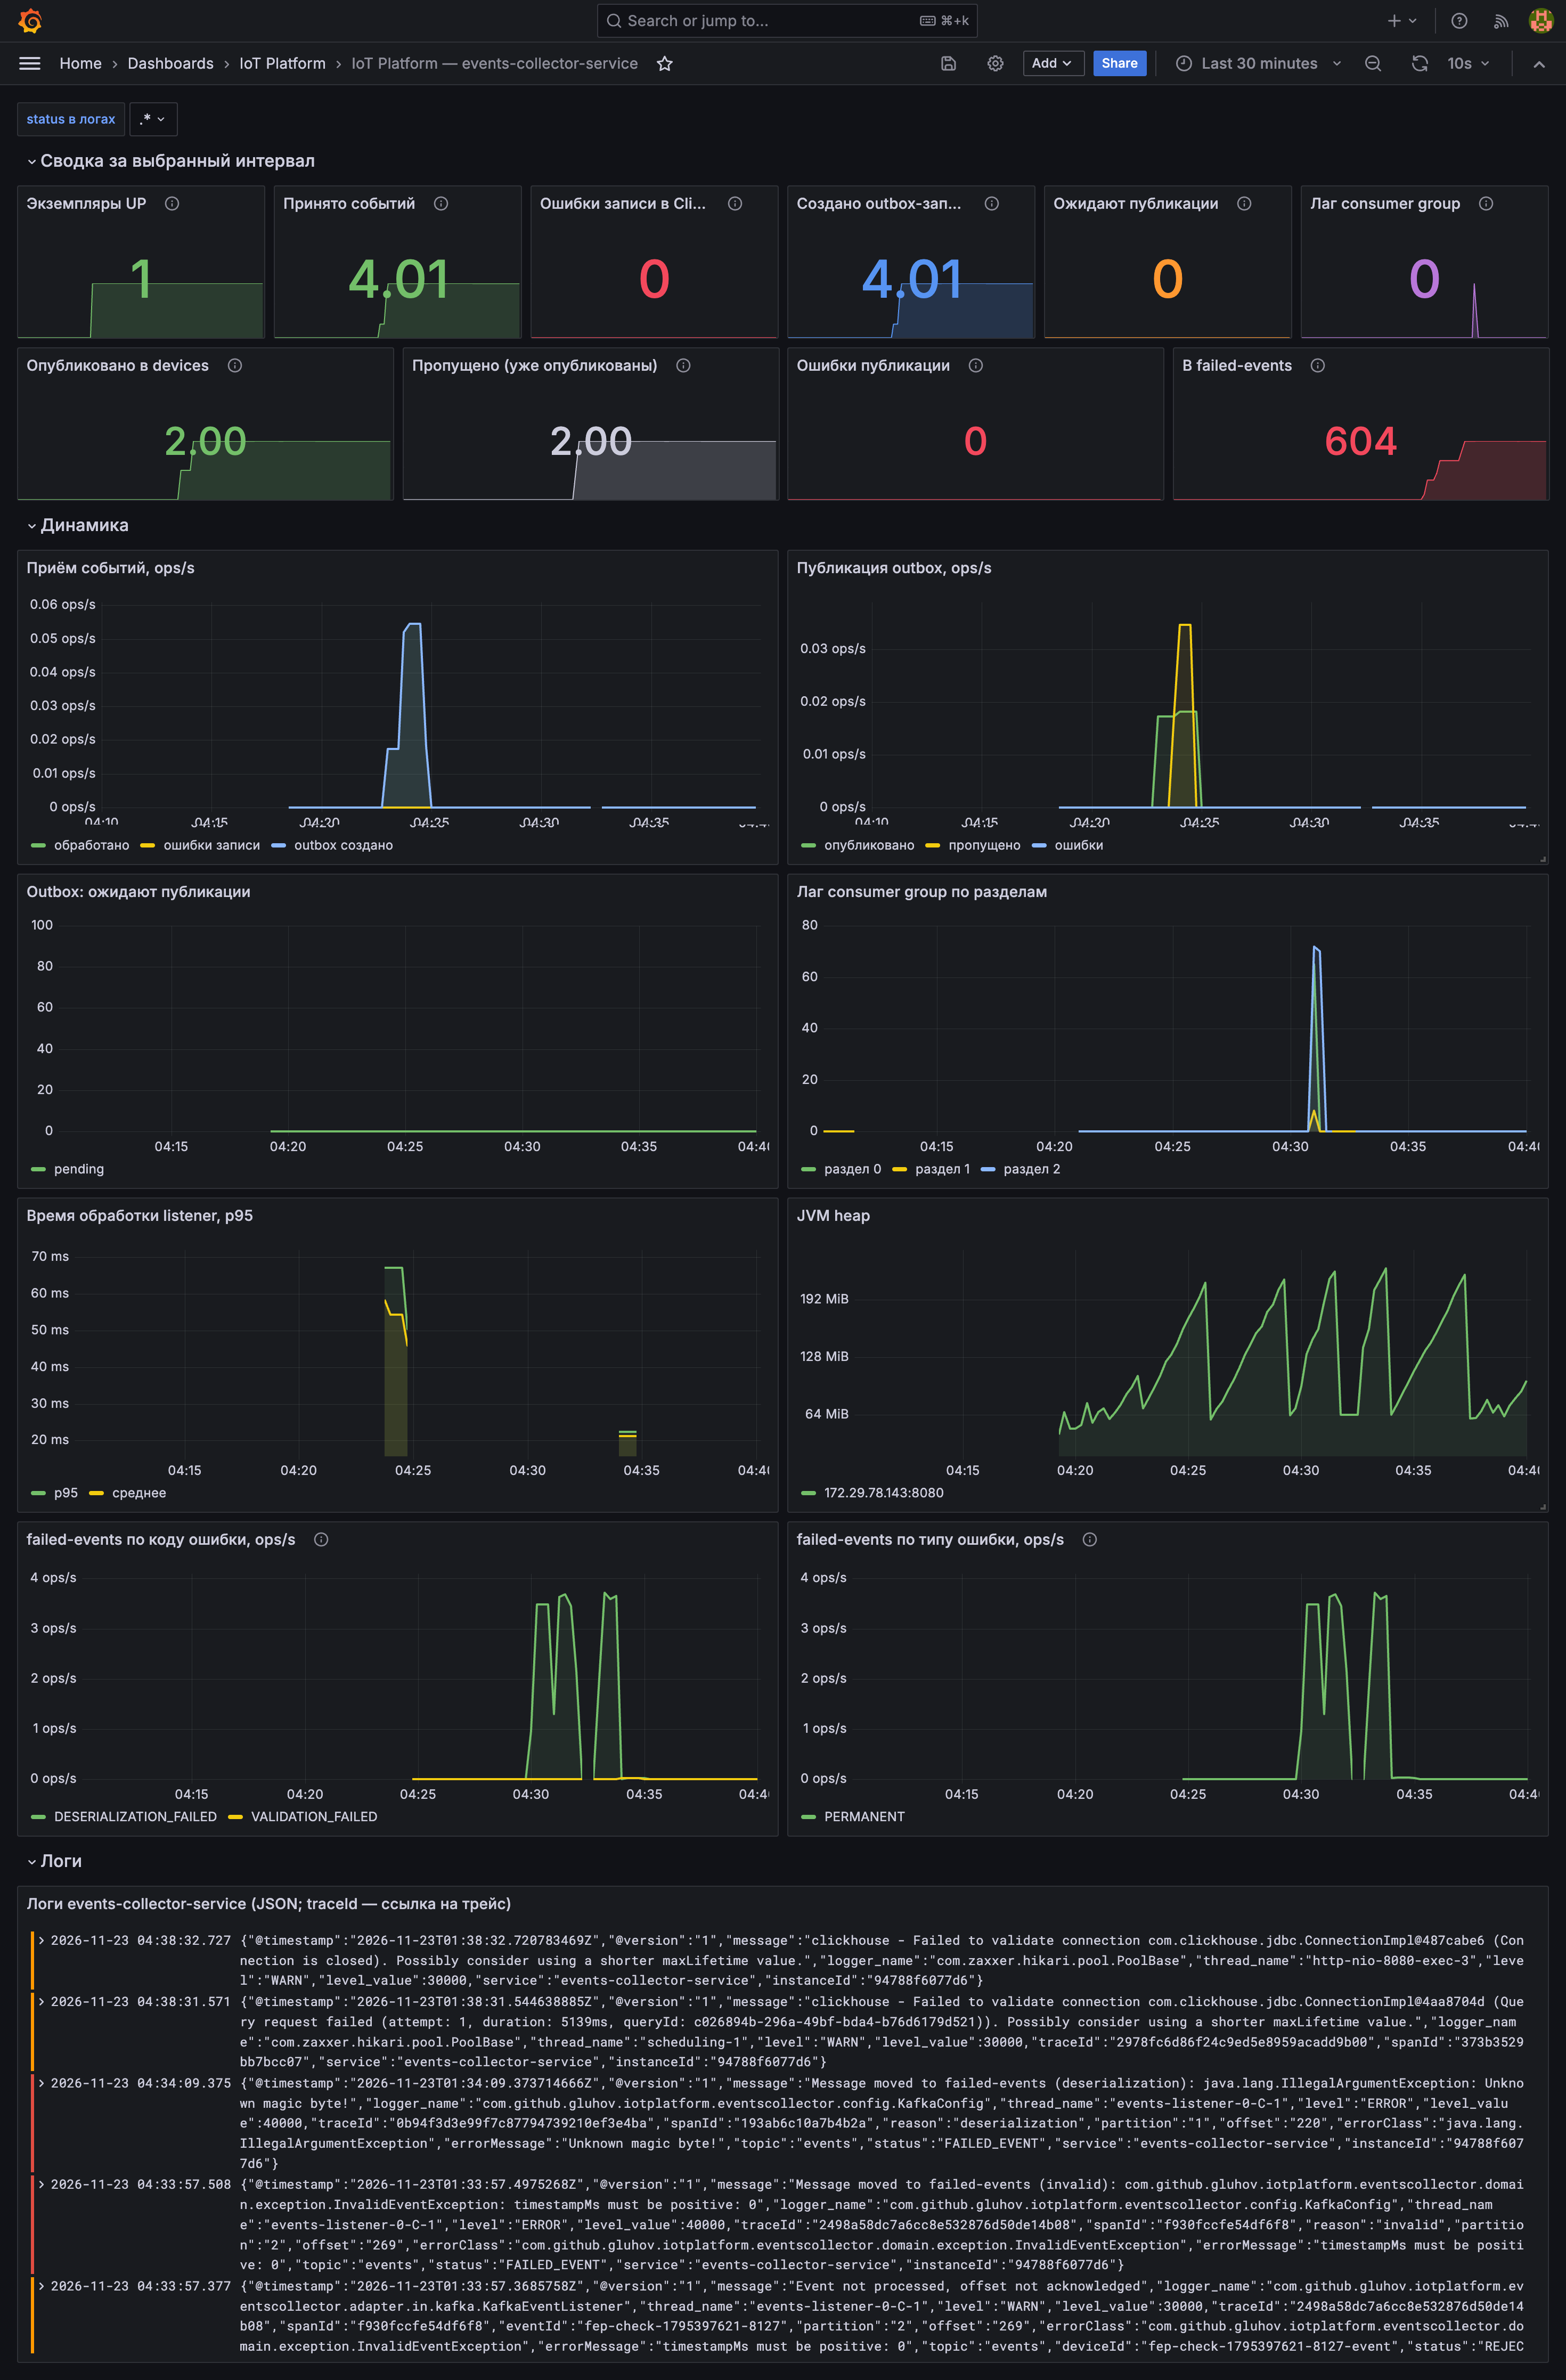 Search or jump to...
⌘+k
Home › Dashboards › IoT Platform › IoT Platform — events-collector-service
Add
Share
Last 30 minutes
10s
status в логах
.*
Сводка за выбранный интервал
Экземпляры UP
1
Принято событий
4.01
Ошибки записи в Cli...
0
Создано outbox-зап...
4.01
Ожидают публикации
0
Лаг consumer group
0
Опубликовано в devices
2.00
Пропущено (уже опубликованы)
2.00
Ошибки публикации
0
В failed-events
604
Динамика
Приём событий, ops/s
0.06 ops/s
0.05 ops/s
0.04 ops/s
0.03 ops/s
0.02 ops/s
0.01 ops/s
0 ops/s
04:10 04:15 04:20 04:25 04:30 04:35
обработано ошибки записи outbox создано
Публикация outbox, ops/s
0.03 ops/s
0.02 ops/s
0.01 ops/s
0 ops/s
04:10 04:15 04:20 04:25 04:30 04:35
опубликовано пропущено ошибки
Outbox: ожидают публикации
100
80
60
40
20
0
04:15 04:20 04:25 04:30 04:35
pending
Лаг consumer group по разделам
80
60
40
20
0
04:15 04:20 04:25 04:30 04:35
раздел 0 раздел 1 раздел 2
Время обработки listener, p95
70 ms
60 ms
50 ms
40 ms
30 ms
20 ms
04:15 04:20 04:25 04:30 04:35
p95 среднее
JVM heap
192 MiB
128 MiB
64 MiB
04:15 04:20 04:25 04:30 04:35
172.29.78.143:8080
failed-events по коду ошибки, ops/s
4 ops/s
3 ops/s
2 ops/s
1 ops/s
0 ops/s
04:15 04:20 04:25 04:30 04:35
DESERIALIZATION_FAILED VALIDATION_FAILED
failed-events по типу ошибки, ops/s
4 ops/s
3 ops/s
2 ops/s
1 ops/s
0 ops/s
04:15 04:20 04:25 04:30 04:35
PERMANENT
Логи
Логи events-collector-service (JSON; traceId — ссылка на трейс)
2026-11-23 04:38:32.727 {"@timestamp":"2026-11-23T01:38:32.720783469Z","@version":"1","message":"clickhouse - Failed to validate connection com.clickhouse.jdbc.ConnectionImpl@487cabe6 (Con
nection is closed). Possibly consider using a shorter maxLifetime value.","logger_name":"com.zaxxer.hikari.pool.PoolBase","thread_name":"http-nio-8080-exec-3","leve
l":"WARN","level_value":30000,"service":"events-collector-service","instanceId":"94788f6077d6"}
2026-11-23 04:38:31.571 {"@timestamp":"2026-11-23T01:38:31.544638885Z","@version":"1","message":"clickhouse - Failed to validate connection com.clickhouse.jdbc.ConnectionImpl@4aa8704d (Que
ry request failed (attempt: 1, duration: 5139ms, queryId: c026894b-296a-49bf-bda4-b76d6179d521)). Possibly consider using a shorter maxLifetime value.","logger_nam
e":"com.zaxxer.hikari.pool.PoolBase","thread_name":"scheduling-1","level":"WARN","level_value":30000,"traceId":"2978fc6d86f24c9ed5e8959acadd9b00","spanId":"373b3529
bb7bcc07","service":"events-collector-service","instanceId":"94788f6077d6"}
2026-11-23 04:34:09.375 {"@timestamp":"2026-11-23T01:34:09.373714666Z","@version":"1","message":"Message moved to failed-events (deserialization): java.lang.IllegalArgumentException: Unkno
wn magic byte!","logger_name":"com.github.gluhov.iotplatform.eventscollector.config.KafkaConfig","thread_name":"events-listener-0-C-1","level":"ERROR","level_valu
e":40000,"traceId":"0b94f3d3e99f7c87794739210ef3e4ba","spanId":"193ab6c10a7b4b2a","reason":"deserialization","partition":"1","offset":"220","errorClass":"java.lang.
IllegalArgumentException","errorMessage":"Unknown magic byte!","topic":"events","status":"FAILED_EVENT","service":"events-collector-service","instanceId":"94788f607
7d6"}
2026-11-23 04:33:57.508 {"@timestamp":"2026-11-23T01:33:57.4975268Z","@version":"1","message":"Message moved to failed-events (invalid): com.github.gluhov.iotplatform.eventscollector.domai
n.exception.InvalidEventException: timestampMs must be positive: 0","logger_name":"com.github.gluhov.iotplatform.eventscollector.config.KafkaConfig","thread_nam
e":"events-listener-0-C-1","level":"ERROR","level_value":40000,"traceId":"2498a58dc7a6cc8e532876d50de14b08","spanId":"f930fccfe54df6f8","reason":"invalid","partitio
n":"2","offset":"269","errorClass":"com.github.gluhov.iotplatform.eventscollector.domain.exception.InvalidEventException","errorMessage":"timestampMs must be positi
ve: 0","topic":"events","status":"FAILED_EVENT","service":"events-collector-service","instanceId":"94788f6077d6"}
2026-11-23 04:33:57.377 {"@timestamp":"2026-11-23T01:33:57.3685758Z","@version":"1","message":"Event not processed, offset not acknowledged","logger_name":"com.github.gluhov.iotplatform.ev
entscollector.adapter.in.kafka.KafkaEventListener","thread_name":"events-listener-0-C-1","level":"WARN","level_value":30000,"traceId":"2498a58dc7a6cc8e532876d50de14
b08","spanId":"f930fccfe54df6f8","eventId":"fep-check-1795397621-8127","partition":"2","offset":"269","errorClass":"com.github.gluhov.iotplatform.eventscollector.do
main.exception.InvalidEventException","errorMessage":"timestampMs must be positive: 0","topic":"events","deviceId":"fep-check-1795397621-8127-event","status":"REJEC